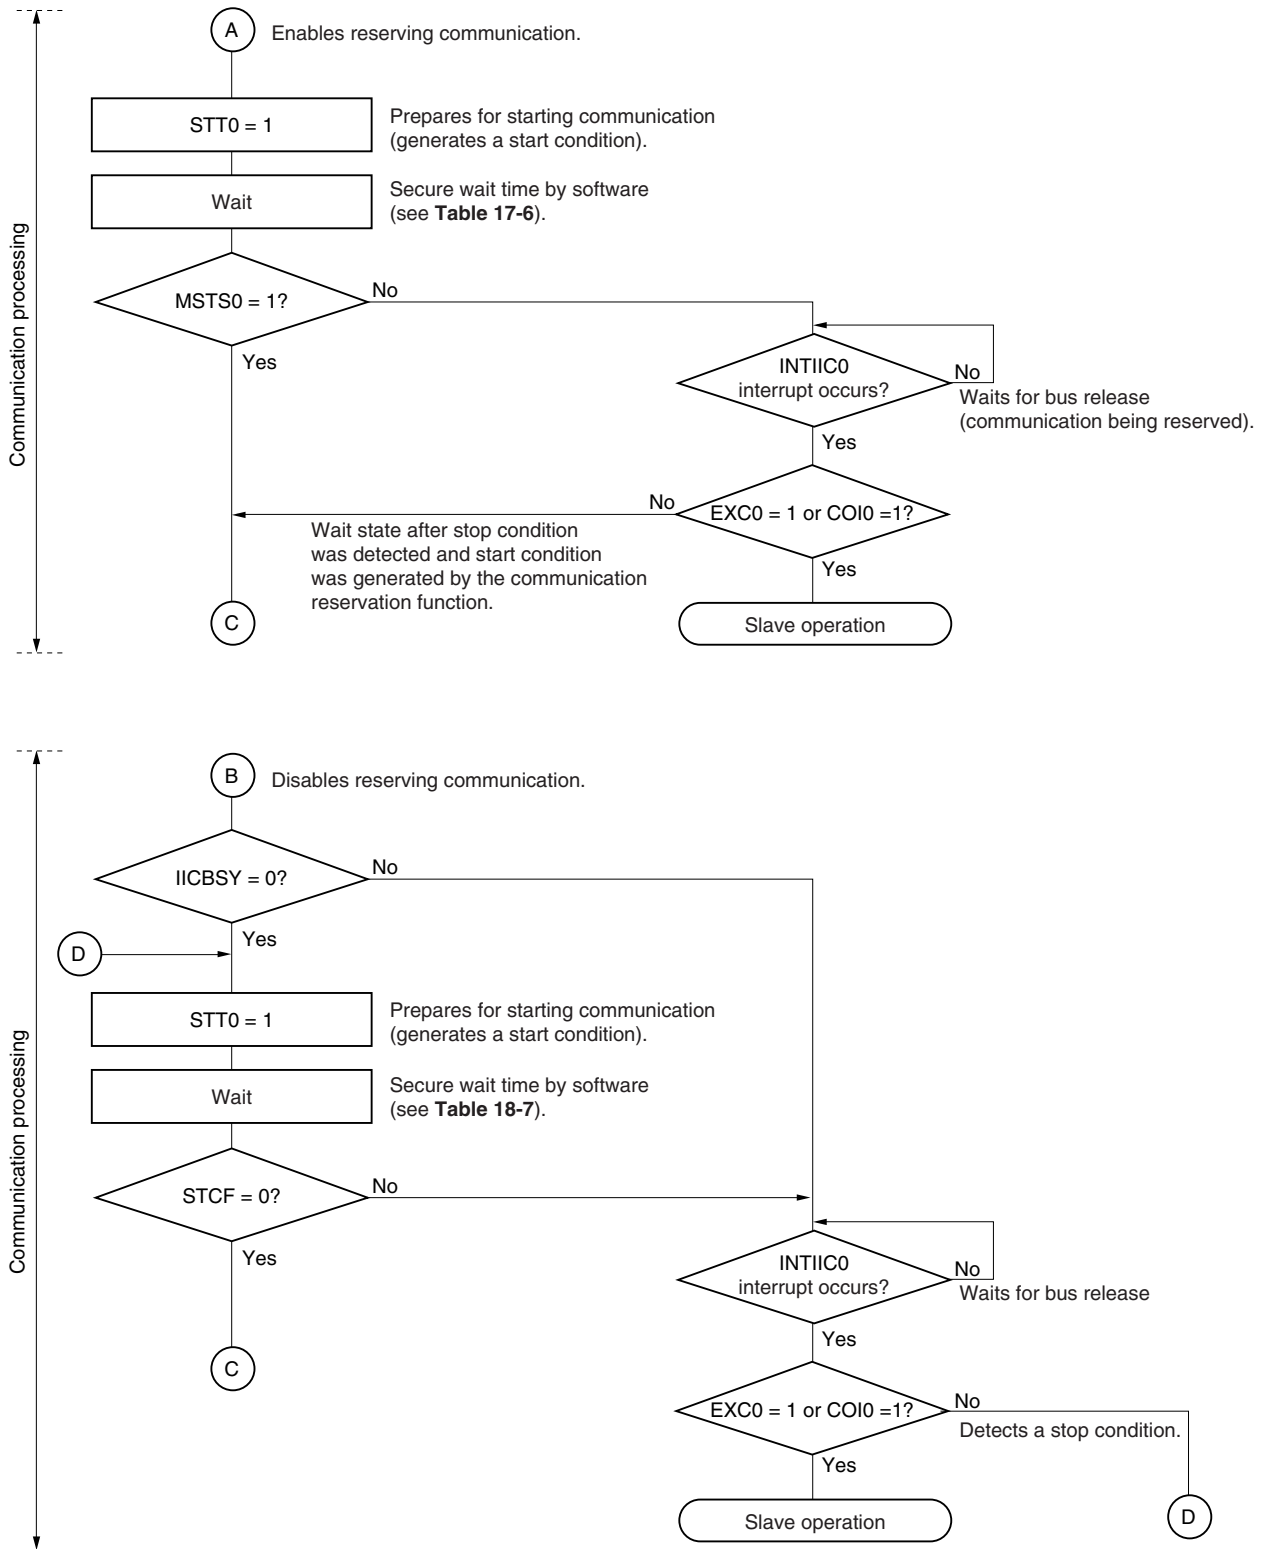 A
Enables reserving communication.
STT0 = 1
Prepares for starting communication
(generates a start condition).
Wait
Secure wait time by software
(see Table 17-6).
Communication processing
MSTS0 = 1?
No
Yes
INTIIC0
interrupt occurs?
No
Waits for bus release
(communication being reserved).
Yes
EXC0 = 1 or COI0 =1?
No
Wait state after stop condition
was detected and start condition
was generated by the communication
reservation function.
Yes
C
Slave operation
B
Disables reserving communication.
IICBSY = 0?
No
Yes
D
STT0 = 1
Prepares for starting communication
(generates a start condition).
Wait
Secure wait time by software
(see Table 18-7).
Communication processing
STCF = 0?
No
Yes
INTIIC0
interrupt occurs?
No
Waits for bus release
Yes
C
EXC0 = 1 or COI0 =1?
No
Detects a stop condition.
Yes
Slave operation
D